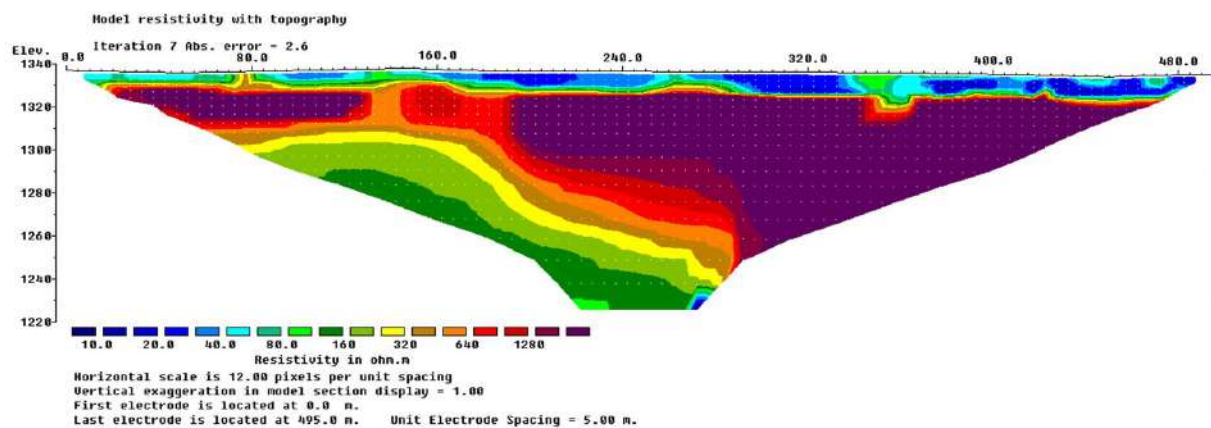 Model resistivity with topography
Iteration 7 Abs. error = 2.6
Elev. 0.0 80.0 160.0 240.0 320.0 400.0 480.0
1340
1320
1300
1280
1260
1240
1220
10.0 20.0 40.0 80.0 160 320 640 1280
Resistivity in ohm.m
Horizontal scale is 12.00 pixels per unit spacing
Vertical exaggeration in model section display = 1.00
First electrode is located at 0.0 m.
Last electrode is located at 495.0 m. Unit Electrode Spacing = 5.00 m.